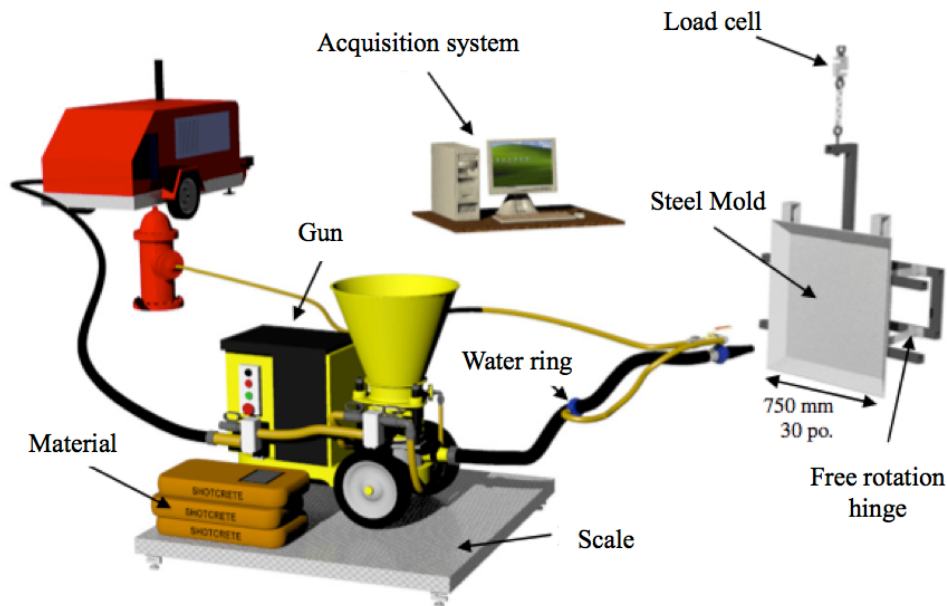 Load cell
Acquisition system
Steel Mold
Gun
Water ring
750 mm
30 po.
Material
Free rotation
hinge
SHOTCRETE
SHOTCRETE
SHOTCRETE
Scale